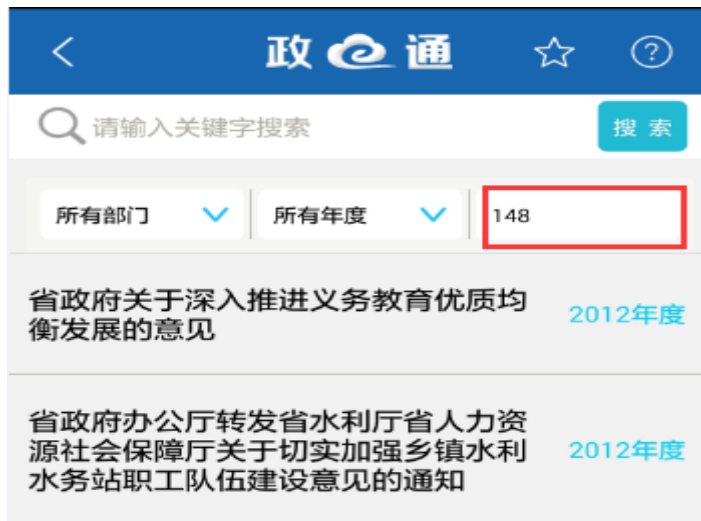 政e通
请输入关键字搜索 搜索
所有部门 所有年度 148
省政府关于深入推进义务教育优质均
衡发展的意见
2012年度
省政府办公厅转发省水利厅省人力资
源社会保障厅关于切实加强乡镇水利
水务站职工队伍建设意见的通知
2012年度